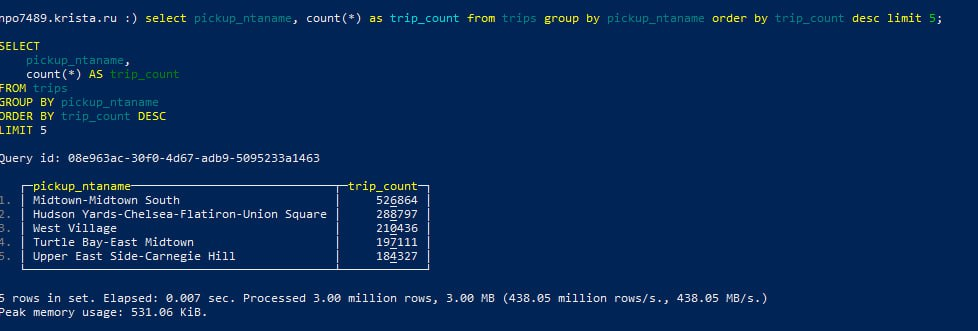 npo7489.krista.ru :) select pickup_ntaname, count(*) as trip_count from trips group by pickup_ntaname order by trip_count desc limit 5;
SELECT
pickup_ntaname,
count(*) AS trip_count
FROM trips
GROUP BY pickup_ntaname
ORDER BY trip_count DESC
LIMIT 5
Query id: 08e963ac-30f0-4d67-adb9-5095233a1463
pickup_ntaname trip_count
1. Midtown-Midtown South 526864
2. Hudson Yards-Chelsea-Flatiron-Union Square 288797
3. West Village 210436
4. Turtle Bay-East Midtown 197111
5. Upper East Side-Carnegie Hill 184327
5 rows in set. Elapsed: 0.007 sec. Processed 3.00 million rows, 3.00 MB (438.05 million rows/s., 438.05 MB/s.)
Peak memory usage: 531.06 KiB.